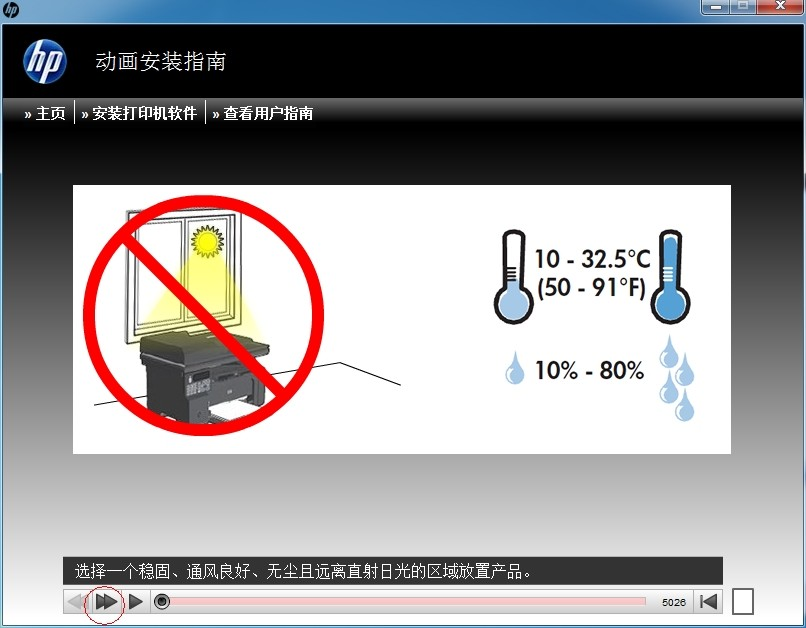 hp
hp 动画安装指南
» 主页 » 安装打印机软件 » 查看用户指南
10 - 32.5°C
(50 - 91°F)
10% - 80%
选择一个稳固、通风良好、无尘且远离直射日光的区域放置产品。
5026